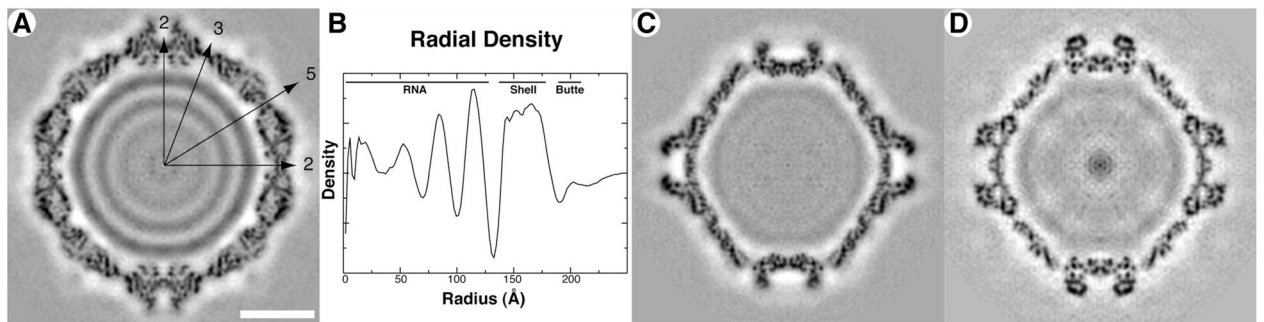 A
2
3
5
2
B
Radial Density
RNA
Shell
Butte
Density
0
50
100
150
200
Radius (Å)
C
D